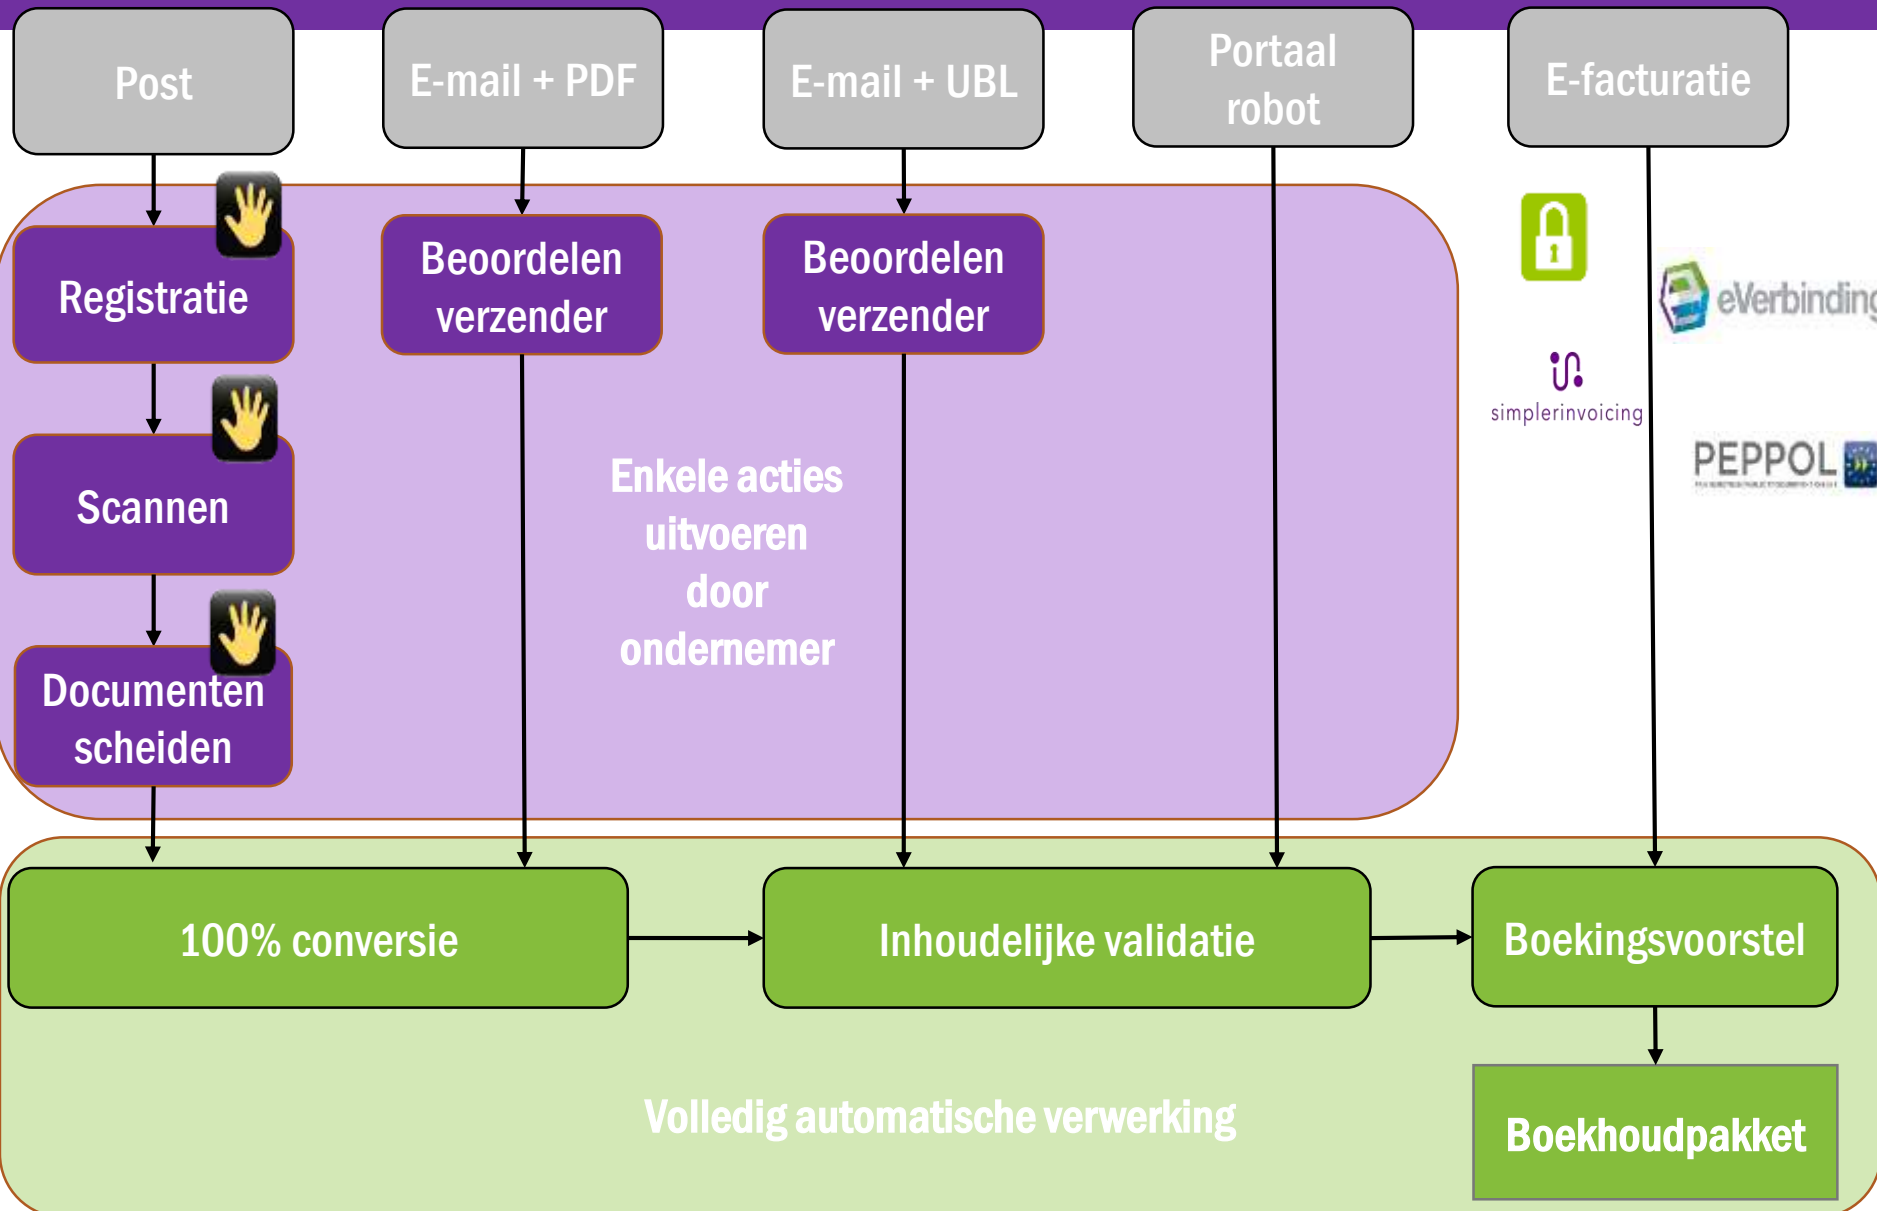 Post
E-mail + PDF
E-mail + UBL
Portaal
robot
E-facturatie
Registratie
Beoordelen
verzender
Beoordelen
verzender
eVerbinding
simplerinvoicing
PEPPOL
Scannen
Enkele acties
uitvoeren
door
ondernemer
Documenten
scheiden
100% conversie
Inhoudelijke validatie
Boekingsvoorstel
Volledig automatische verwerking
Boekhoudpakket